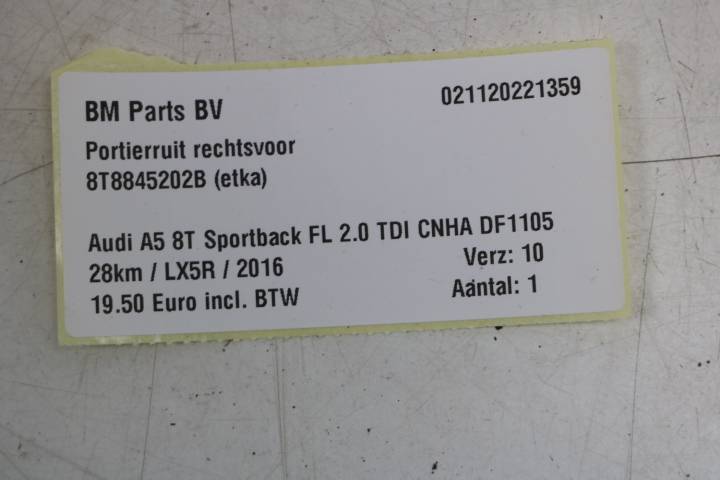 BM Parts BV 021120221359
Portierruit rechtsvoor
8T8845202B (etka)
Audi A5 8T Sportback FL 2.0 TDI CNHA DF1105
28km / LX5R / 2016 Verz: 10
19.50 Euro incl. BTW Aantal: 1